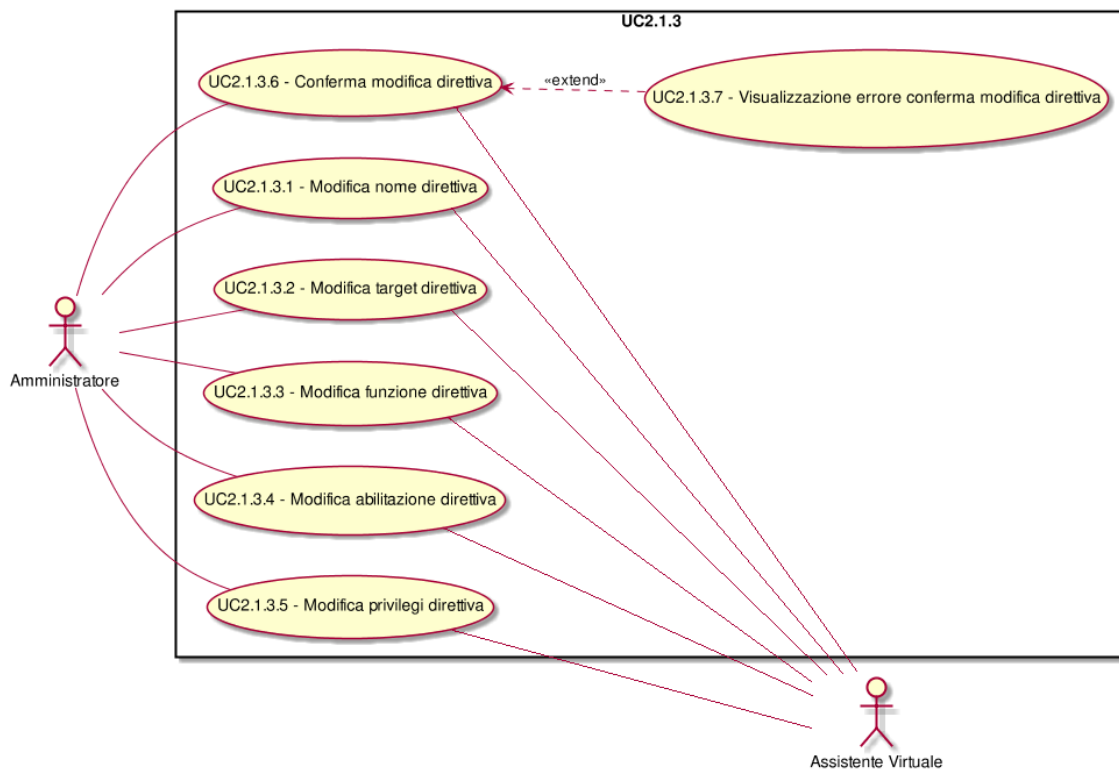 UC2.1.3
UC2.1.3.6 - Conferma modifica direttiva
«extend»
UC2.1.3.7 - Visualizzazione errore conferma modifica direttiva
UC2.1.3.1 - Modifica nome direttiva
UC2.1.3.2 - Modifica target direttiva
Amministratore
UC2.1.3.3 - Modifica funzione direttiva
UC2.1.3.4 - Modifica abilitazione direttiva
UC2.1.3.5 - Modifica privilegi direttiva
Assistente Virtuale